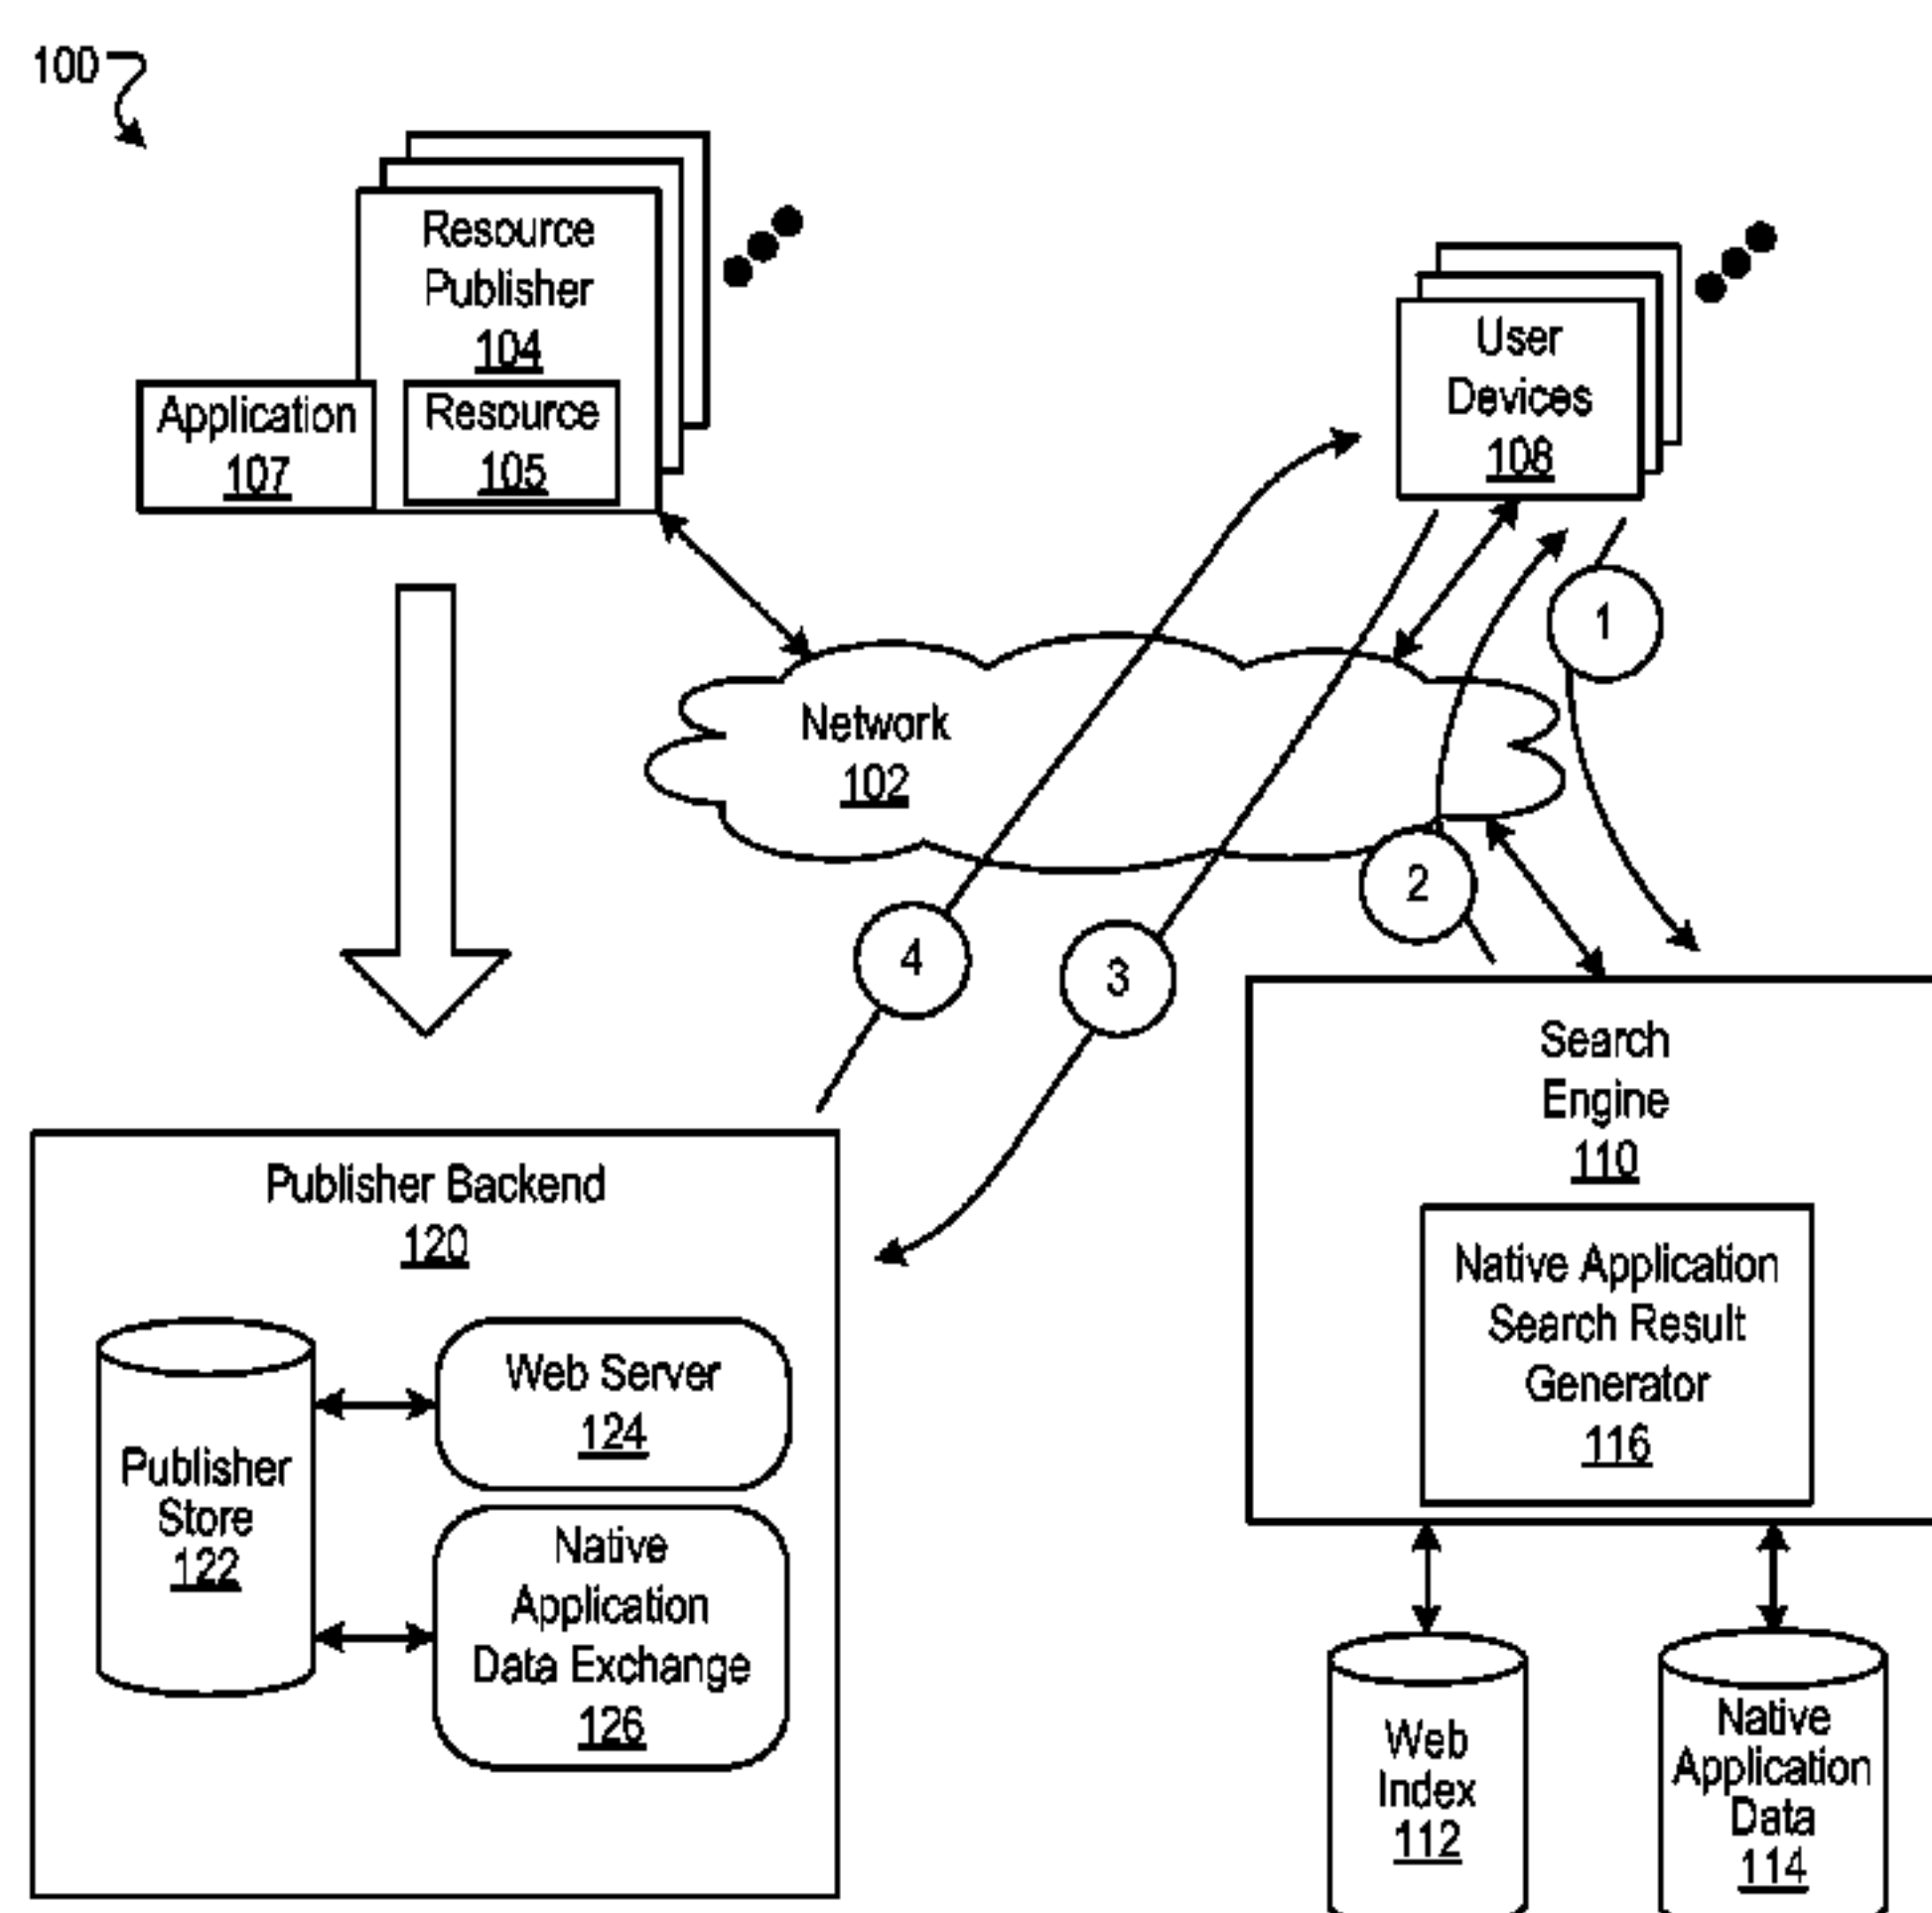 100
Resource
Publisher
104
Application
107
Resource
105
User
Devices
108
1
Network
102
2
4
3
Search
Engine
110
Native Application
Search Result
Generator
116
Publisher Backend
120
Web Server
124
Publisher
Store
122
Native
Application
Data Exchange
126
Web
Index
112
Native
Application
Data
114